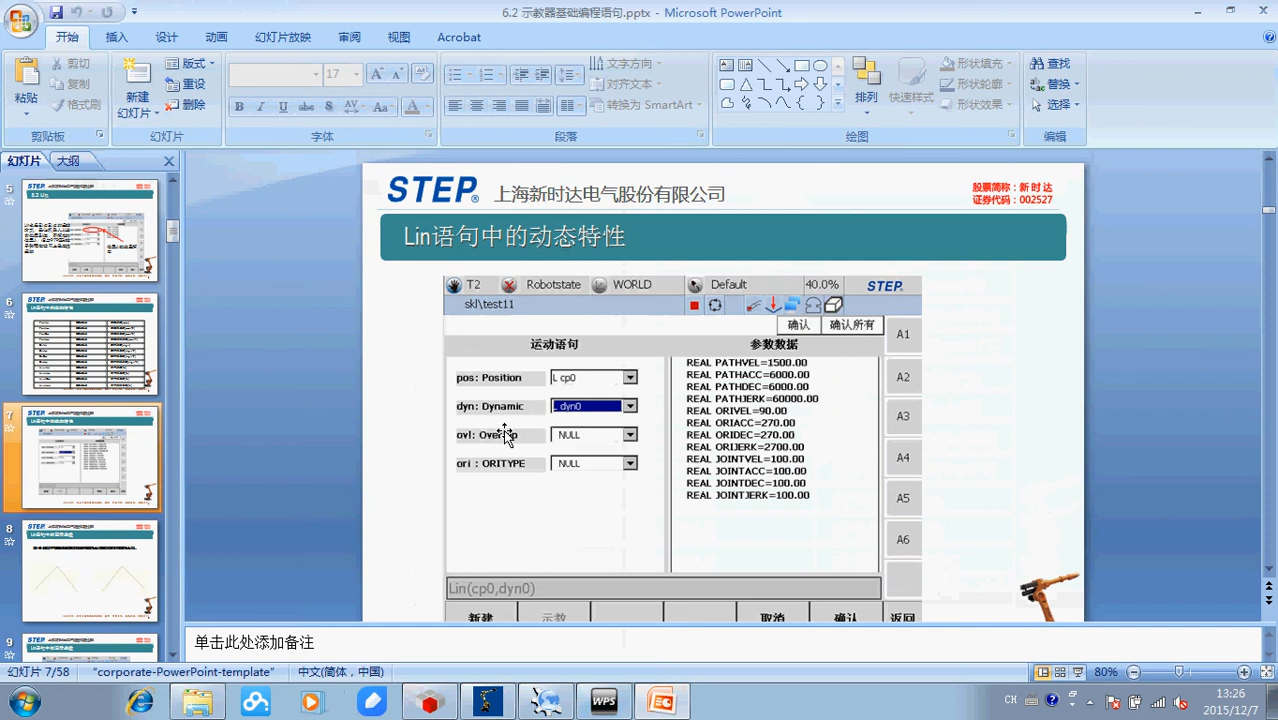 6.2 示教器基础编程语句.pptx - Microsoft PowerPoint
开始 插入 设计 动画 幻灯片放映 审阅 视图 Acrobat
粘贴 剪切 复制 格式刷
新建 幻灯片 版式 重设 删除
17
B I U abe S AV Aa A
文字方向 对齐文本 转换为 SmartArt
排列 快速样式 形状填充 形状轮廓 形状效果
查找 替换 选择
剪贴板 幻灯片 字体 段落 绘图 编辑
幻灯片 大纲
5
6
7
8
9
STEP® 上海新时达电气股份有限公司
股票简称：新时达
证券代码：002527
Lin语句中的动态特性
T2 Robotstate WORLD Default 40.0% STEP.
skl\test11
确认 确认所有
A1
运动语句 参数数据
pos: Position L cp0
dyn: Dynamic L dyn0
ori : ORITYPE NULL
NULL
REAL PATHVEL=1500.00
REAL PATHACC=6000.00
REAL PATHDEC=6000.00
REAL PATHJERK=60000.00
REAL ORIVEL=90.00
REAL ORIACC=270.00
REAL ORIDEC=270.00
REAL ORIJERK=2700.00
REAL JOINTVEL=100.00
REAL JOINTACC=100.00
REAL JOINTDEC=100.00
REAL JOINTJERK=100.00
A2
A3
A4
A5
A6
Lin(cp0,dyn0)
新建 示教 取消 确认 返回
单击此处添加备注
幻灯片 7/58 "corporate-PowerPoint-template" 中文(简体，中国) 80%
WPS CH 13:26
2015/12/7